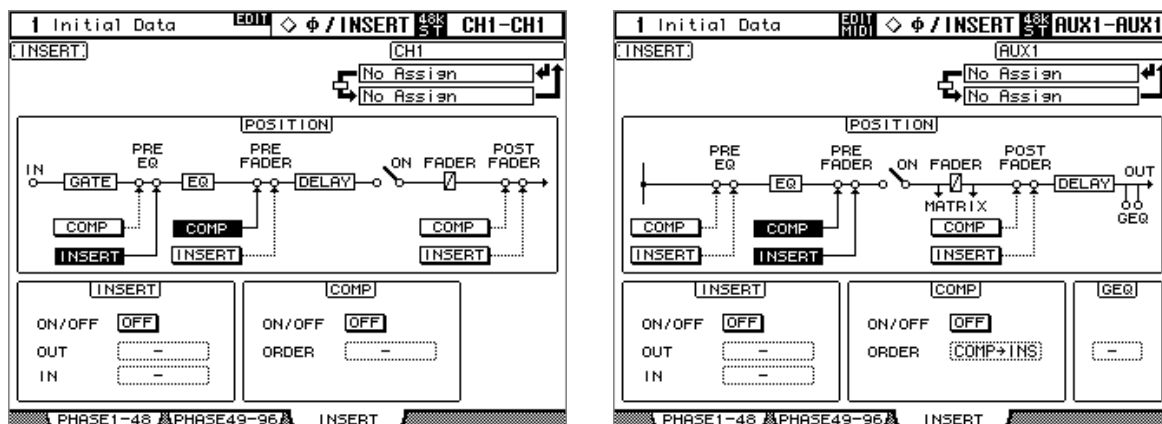 1 Initial Data EDIT ◇ φ/INSERT 48K ST CH1-CH1
INSERT CH1
No Assign
No Assign
POSITION
IN PRE EQ PRE FADER ON FADER POST FADER
GATE EQ DELAY
COMP COMP COMP
INSERT INSERT INSERT
INSERT COMP
ON/OFF OFF ON/OFF OFF
OUT - ORDER -
IN -
PHASE1-48 PHASE49-96 INSERT
1 Initial Data EDIT MIDI ◇ φ/INSERT 48K ST AUX1-AUX1
INSERT AUX1
No Assign
No Assign
POSITION
PRE EQ PRE FADER ON FADER POST FADER OUT
EQ DELAY
MATRIX
GEQ
COMP COMP COMP
INSERT INSERT INSERT
INSERT COMP GEQ
ON/OFF OFF ON/OFF OFF
OUT - ORDER COMP→INS -
IN -
PHASE1-48 PHASE49-96 INSERT